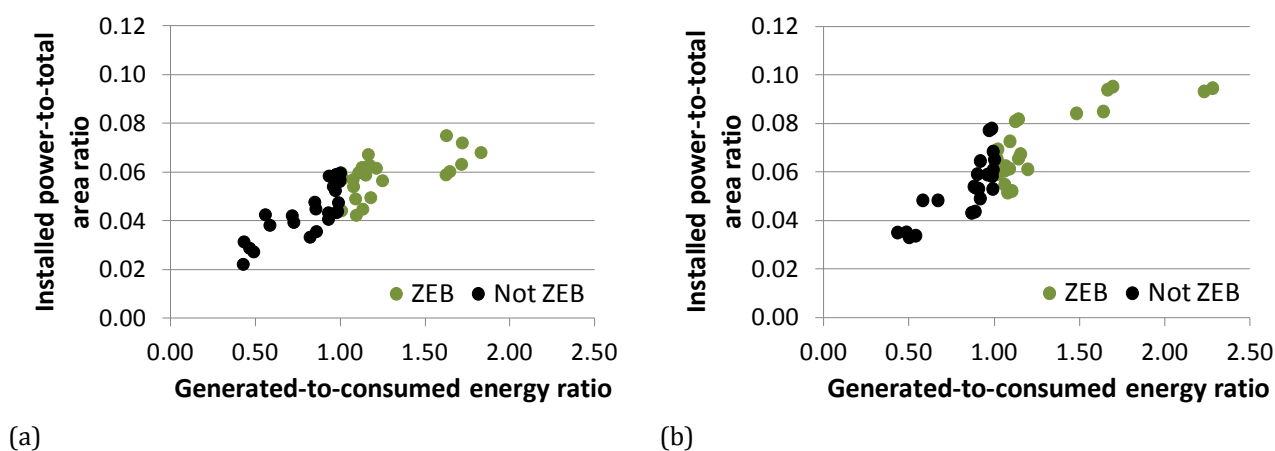 Installed power-to-total
area ratio
0.12
0.10
0.08
0.06
0.04
0.02
0.00
ZEB
Not ZEB
0.00 0.50 1.00 1.50 2.00 2.50
Generated-to-consumed energy ratio
(a)
Installed power-to-total
area ratio
0.12
0.10
0.08
0.06
0.04
0.02
0.00
ZEB
Not ZEB
0.00 0.50 1.00 1.50 2.00 2.50
Generated-to-consumed energy ratio
(b)